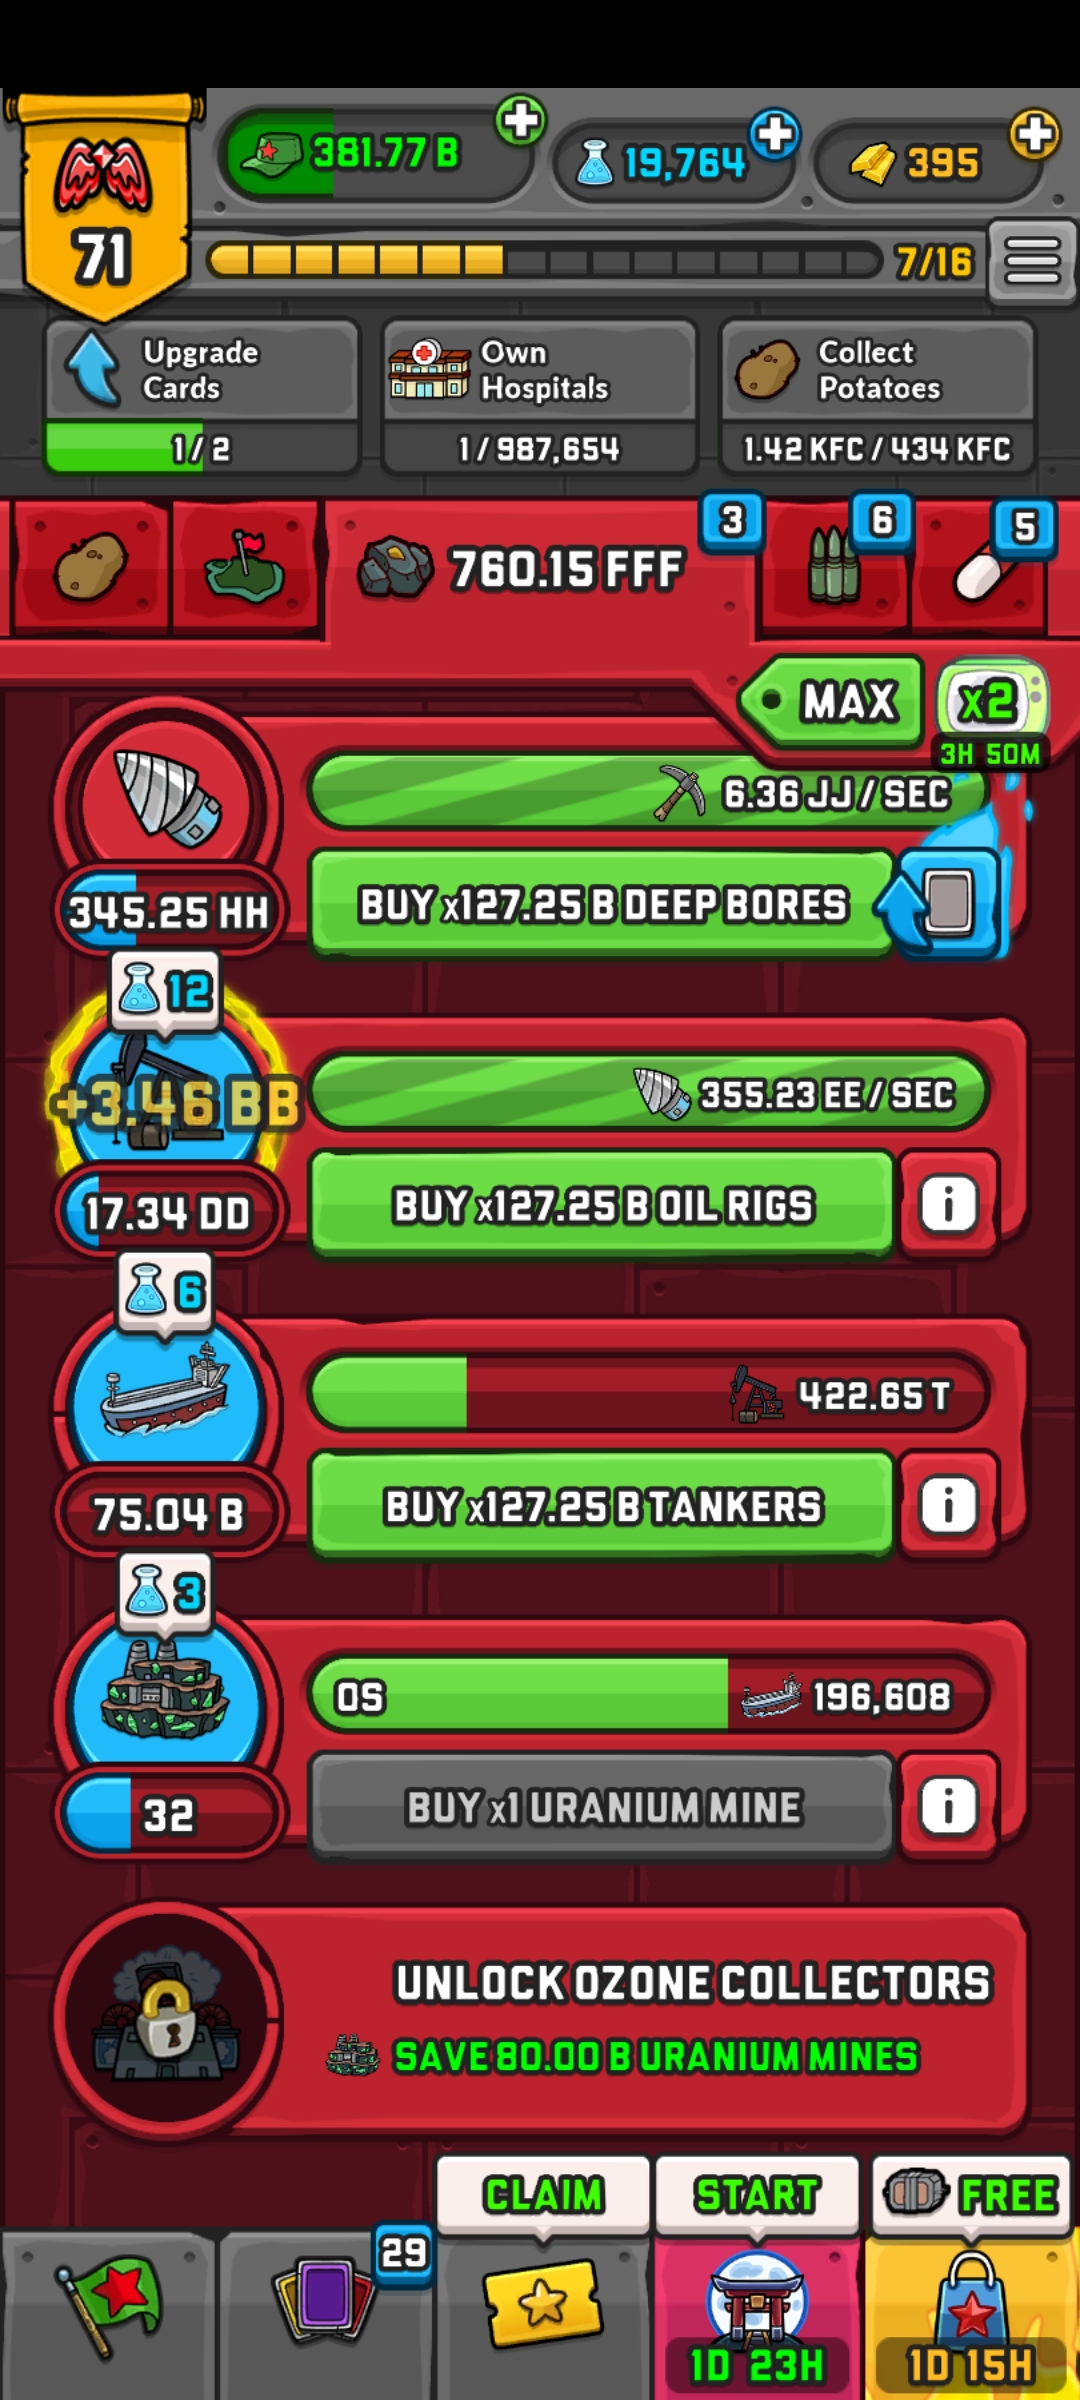 381.77 B
19,764
395
71
7/16
Upgrade
Cards
1/2
Own
Hospitals
1/987,654
Collect
Potatoes
1.42 KFC/434 KFC
760.15 FFF
3
6
5
MAX
x2
3H 50M
6.36 JJ/SEC
345.25 HH
BUY x127.25 B DEEP BORES
12
+3.46 BB
355.23 EE/SEC
17.34 DD
BUY x127.25 B OIL RIGS
i
6
422.65 T
75.04 B
BUY x127.25 B TANKERS
i
3
0S
196,608
32
BUY x1 URANIUM MINE
i
UNLOCK OZONE COLLECTORS
SAVE 80.00 B URANIUM MINES
CLAIM
START
FREE
29
1D 23H
1D 15H